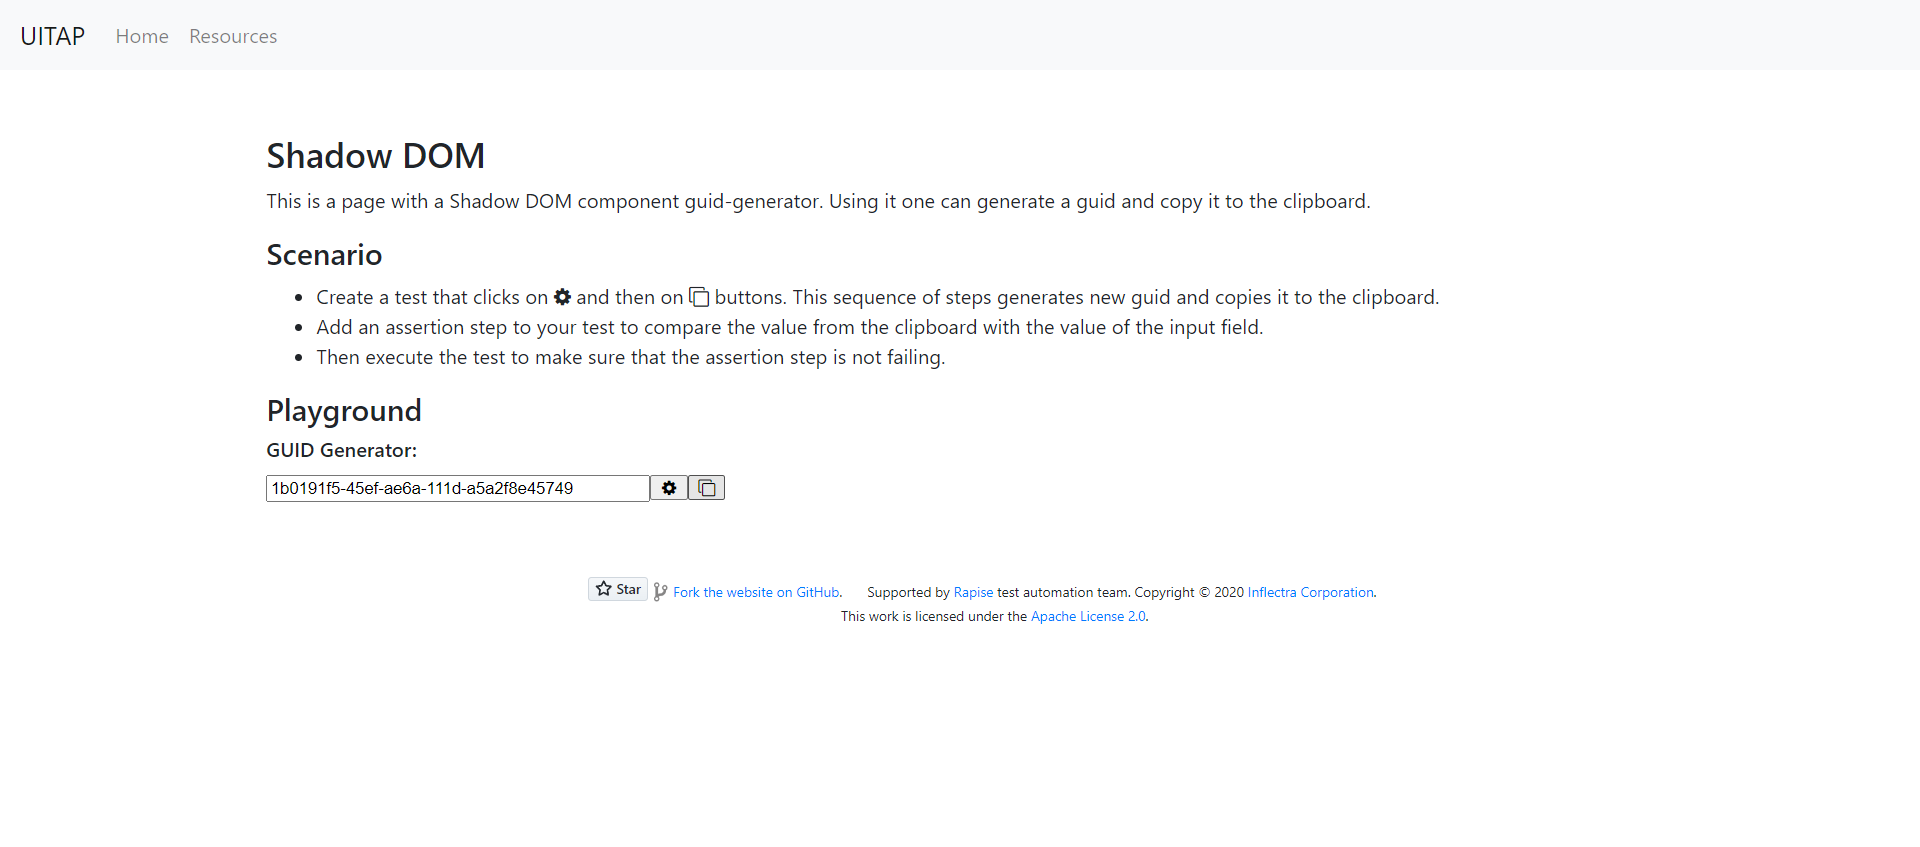 UITAP Home Resources
Shadow DOM
This is a page with a Shadow DOM component guid-generator. Using it one can generate a guid and copy it to the clipboard.
Scenario
Create a test that clicks on and then on buttons. This sequence of steps generates new guid and copies it to the clipboard.
Add an assertion step to your test to compare the value from the clipboard with the value of the input field.
Then execute the test to make sure that the assertion step is not failing.
Playground
GUID Generator:
1b0191f5-45ef-ae6a-111d-a5a2f8e45749
Star Fork the website on GitHub. Supported by Rapise test automation team. Copyright © 2020 Inflectra Corporation.
This work is licensed under the Apache License 2.0.